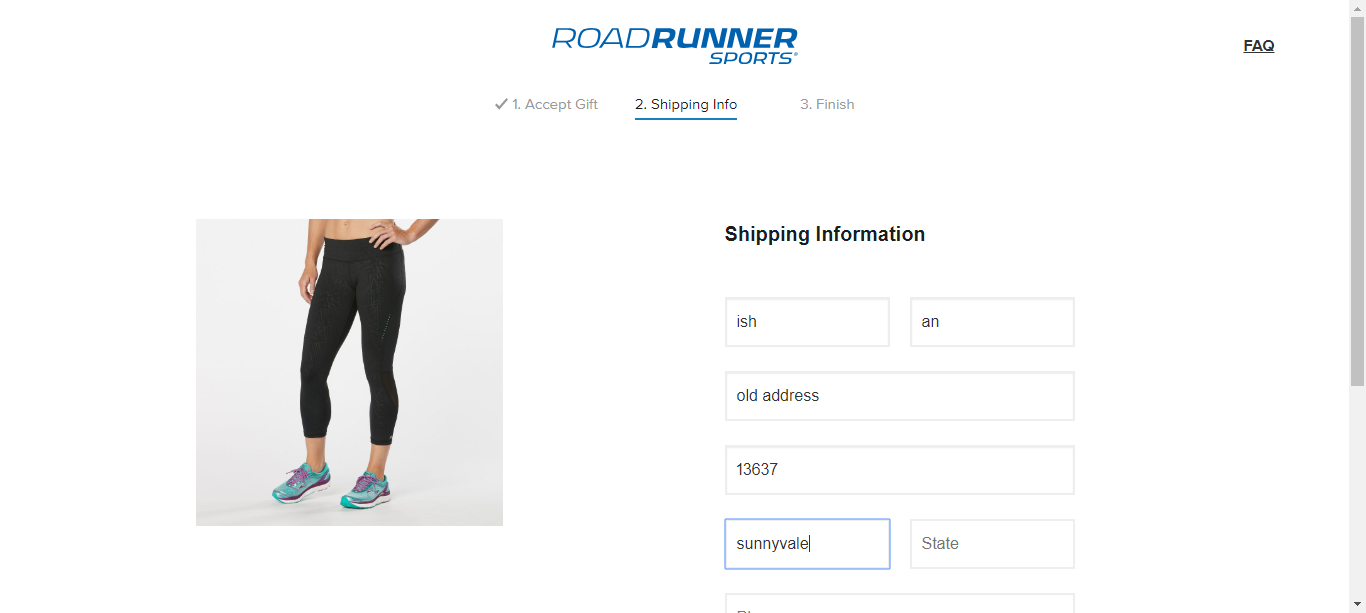 ROADRUNNER
SPORTS
FAQ
1. Accept Gift
2. Shipping Info
3. Finish
Shipping Information
ish
an
old address
13637
sunnyvale
State